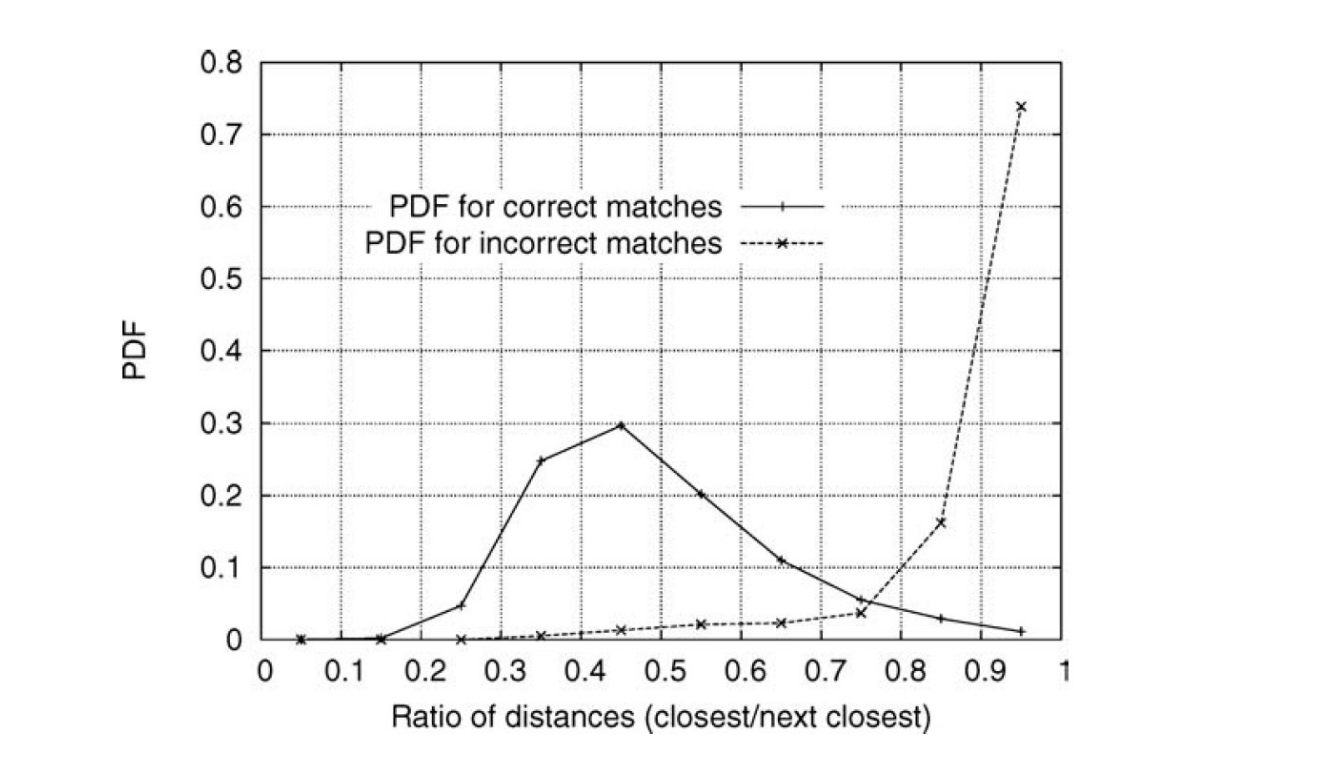 0.8
0.7
0.6
0.5
0.4
0.3
0.2
0.1
0
PDF
PDF for correct matches
PDF for incorrect matches
0 0.1 0.2 0.3 0.4 0.5 0.6 0.7 0.8 0.9 1
Ratio of distances (closest/next closest)